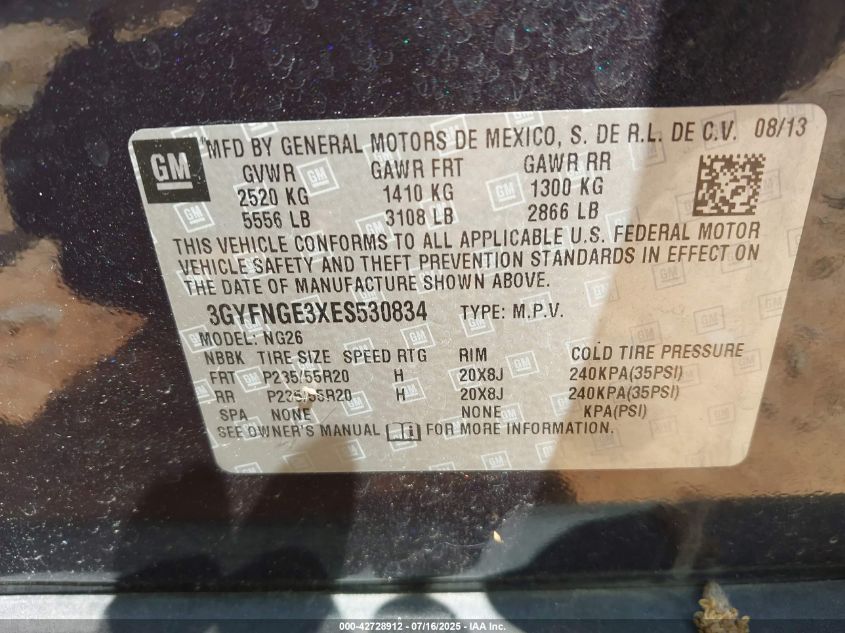 GM
MFD BY GENERAL MOTORS DE MEXICO, S. DE R.L. DE C.V. 08/13
GVWR GAWR FRT GAWR RR
2520 KG 1410 KG 1300 KG
5556 LB 3108 LB 2866 LB
THIS VEHICLE CONFORMS TO ALL APPLICABLE U.S. FEDERAL MOTOR
VEHICLE SAFETY AND THEFT PREVENTION STANDARDS IN EFFECT ON
THE DATE OF MANUFACTURE SHOWN ABOVE.
3GYFNGE3XES530834 TYPE: M.P.V.
MODEL: NG26
NBBK TIRE SIZE SPEED RTG RIM COLD TIRE PRESSURE
FRT P235/55R20 H 20X8J 240KPA(35PSI)
RR P235/55R20 H 20X8J 240KPA(35PSI)
SPA NONE NONE KPA(PSI)
SEE OWNER'S MANUAL FOR MORE INFORMATION.
000-42728912 - 07/16/2025 - IAA Inc.